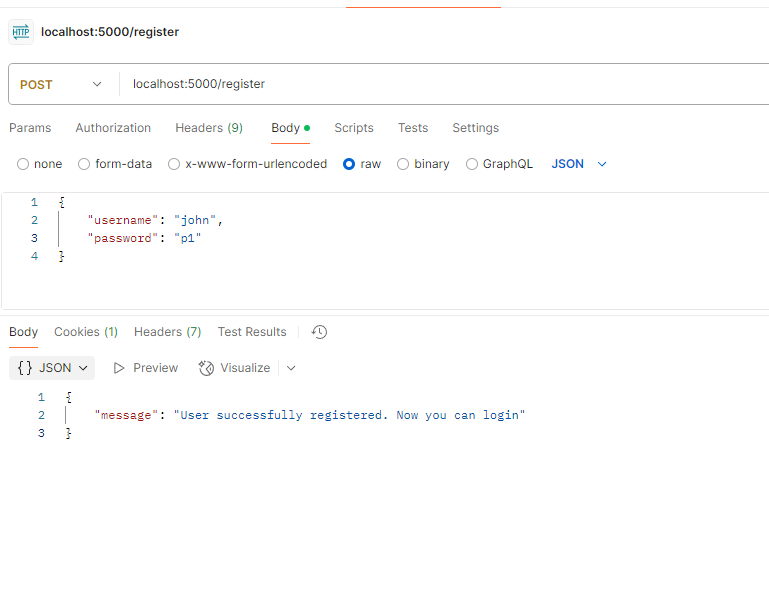 HTTP localhost:5000/register
POST localhost:5000/register
Params Authorization Headers (9) Body Scripts Tests Settings
none form-data x-www-form-urlencoded raw binary GraphQL JSON
1 {
2 "username": "john",
3 "password": "p1"
4 }
Body Cookies (1) Headers (7) Test Results
{} JSON Preview Visualize
1 {
2 "message": "User successfully registered. Now you can login"
3 }